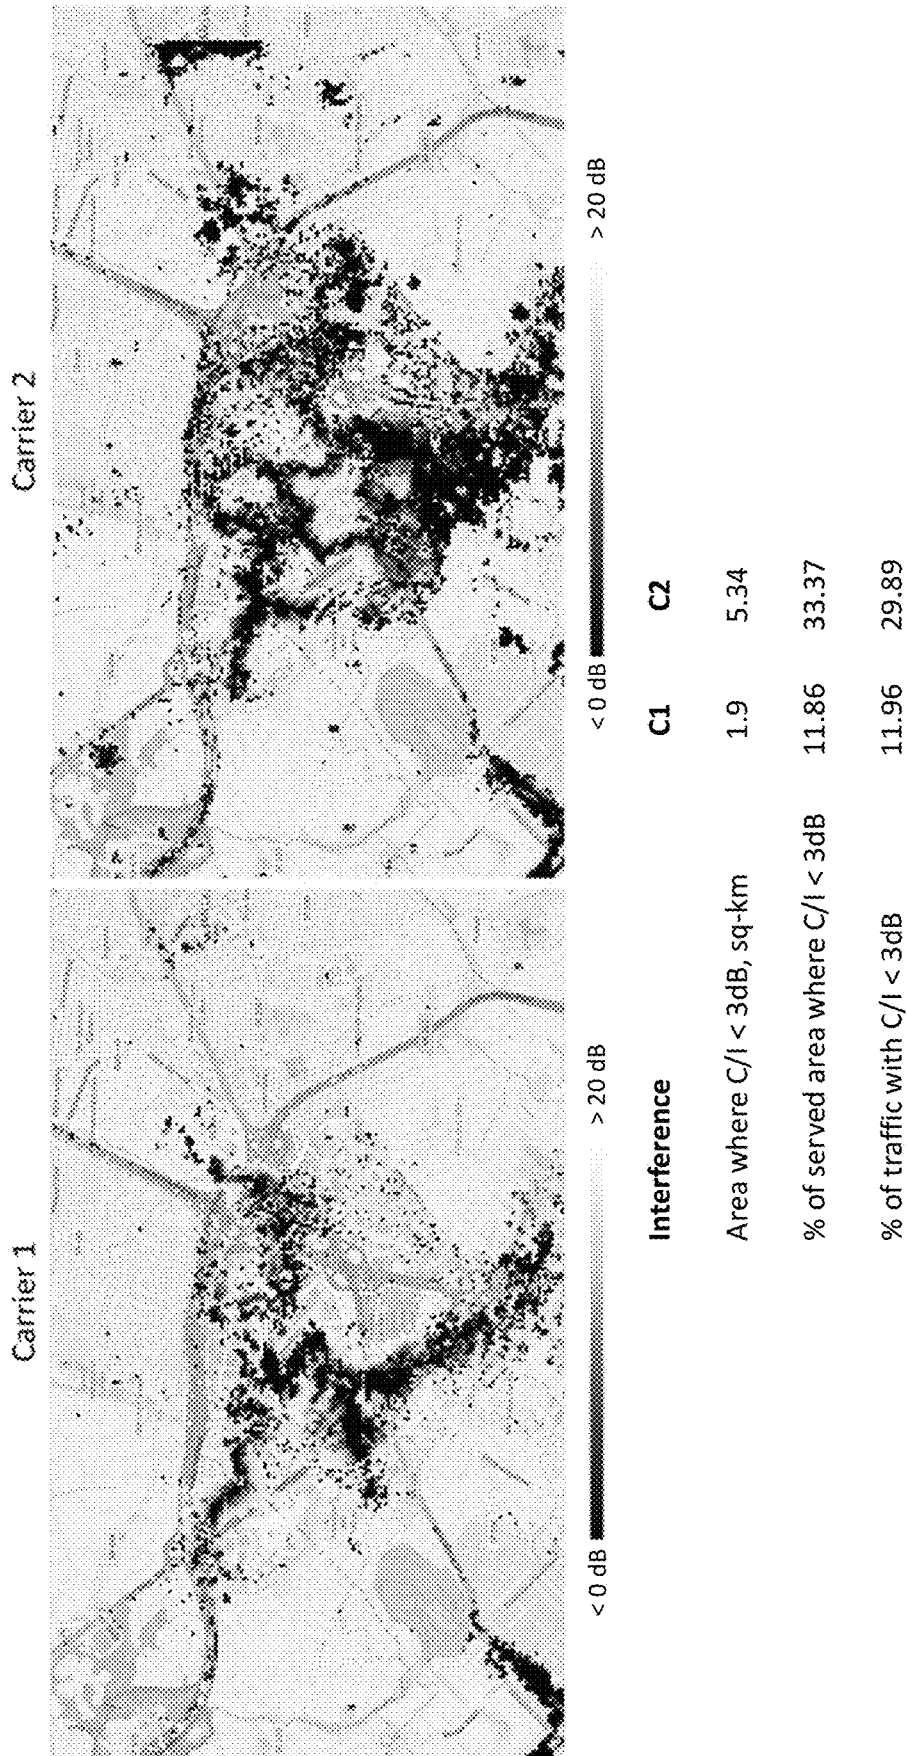 Carrier 1
Carrier 2
< 0 dB > 20 dB
< 0 dB > 20 dB
Interference C1 C2
Area where C/I < 3dB, sq-km 1.9 5.34
% of served area where C/I < 3dB 11.86 33.37
% of traffic with C/I < 3dB 11.96 29.89